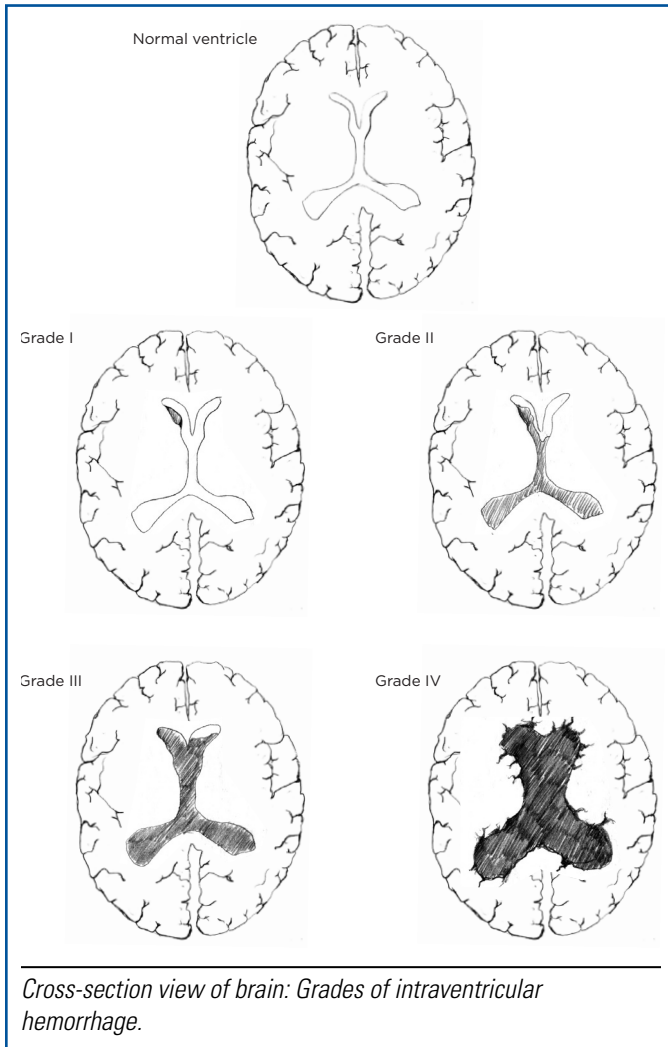 Normal ventricle
Grade I
Grade II
Grade III
Grade IV
Cross-section view of brain: Grades of intraventricular
hemorrhage.